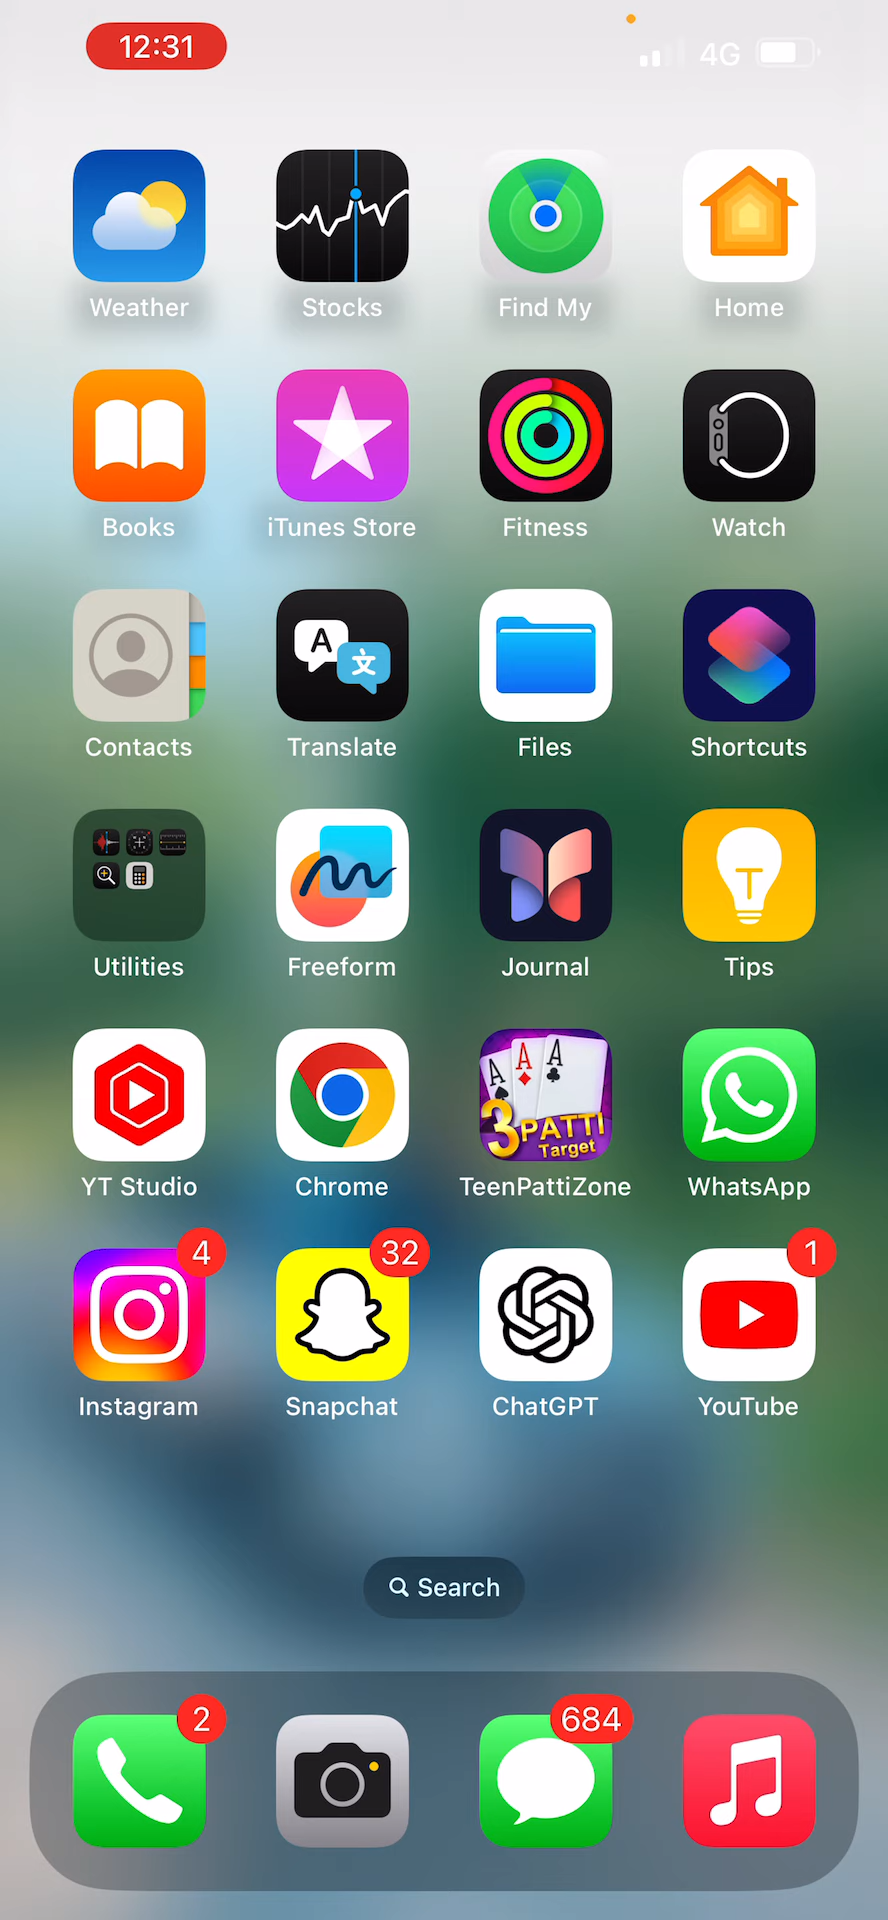 12:31
4G
Weather
Stocks
Find My
Home
Books
iTunes Store
Fitness
Watch
A
文
Contacts
Translate
Files
Shortcuts
Utilities
Freeform
Journal
Tips
A A A
3 PATTI
Target
YT Studio
Chrome
TeenPattiZone
WhatsApp
4
32
1
Instagram
Snapchat
ChatGPT
YouTube
Search
2
684